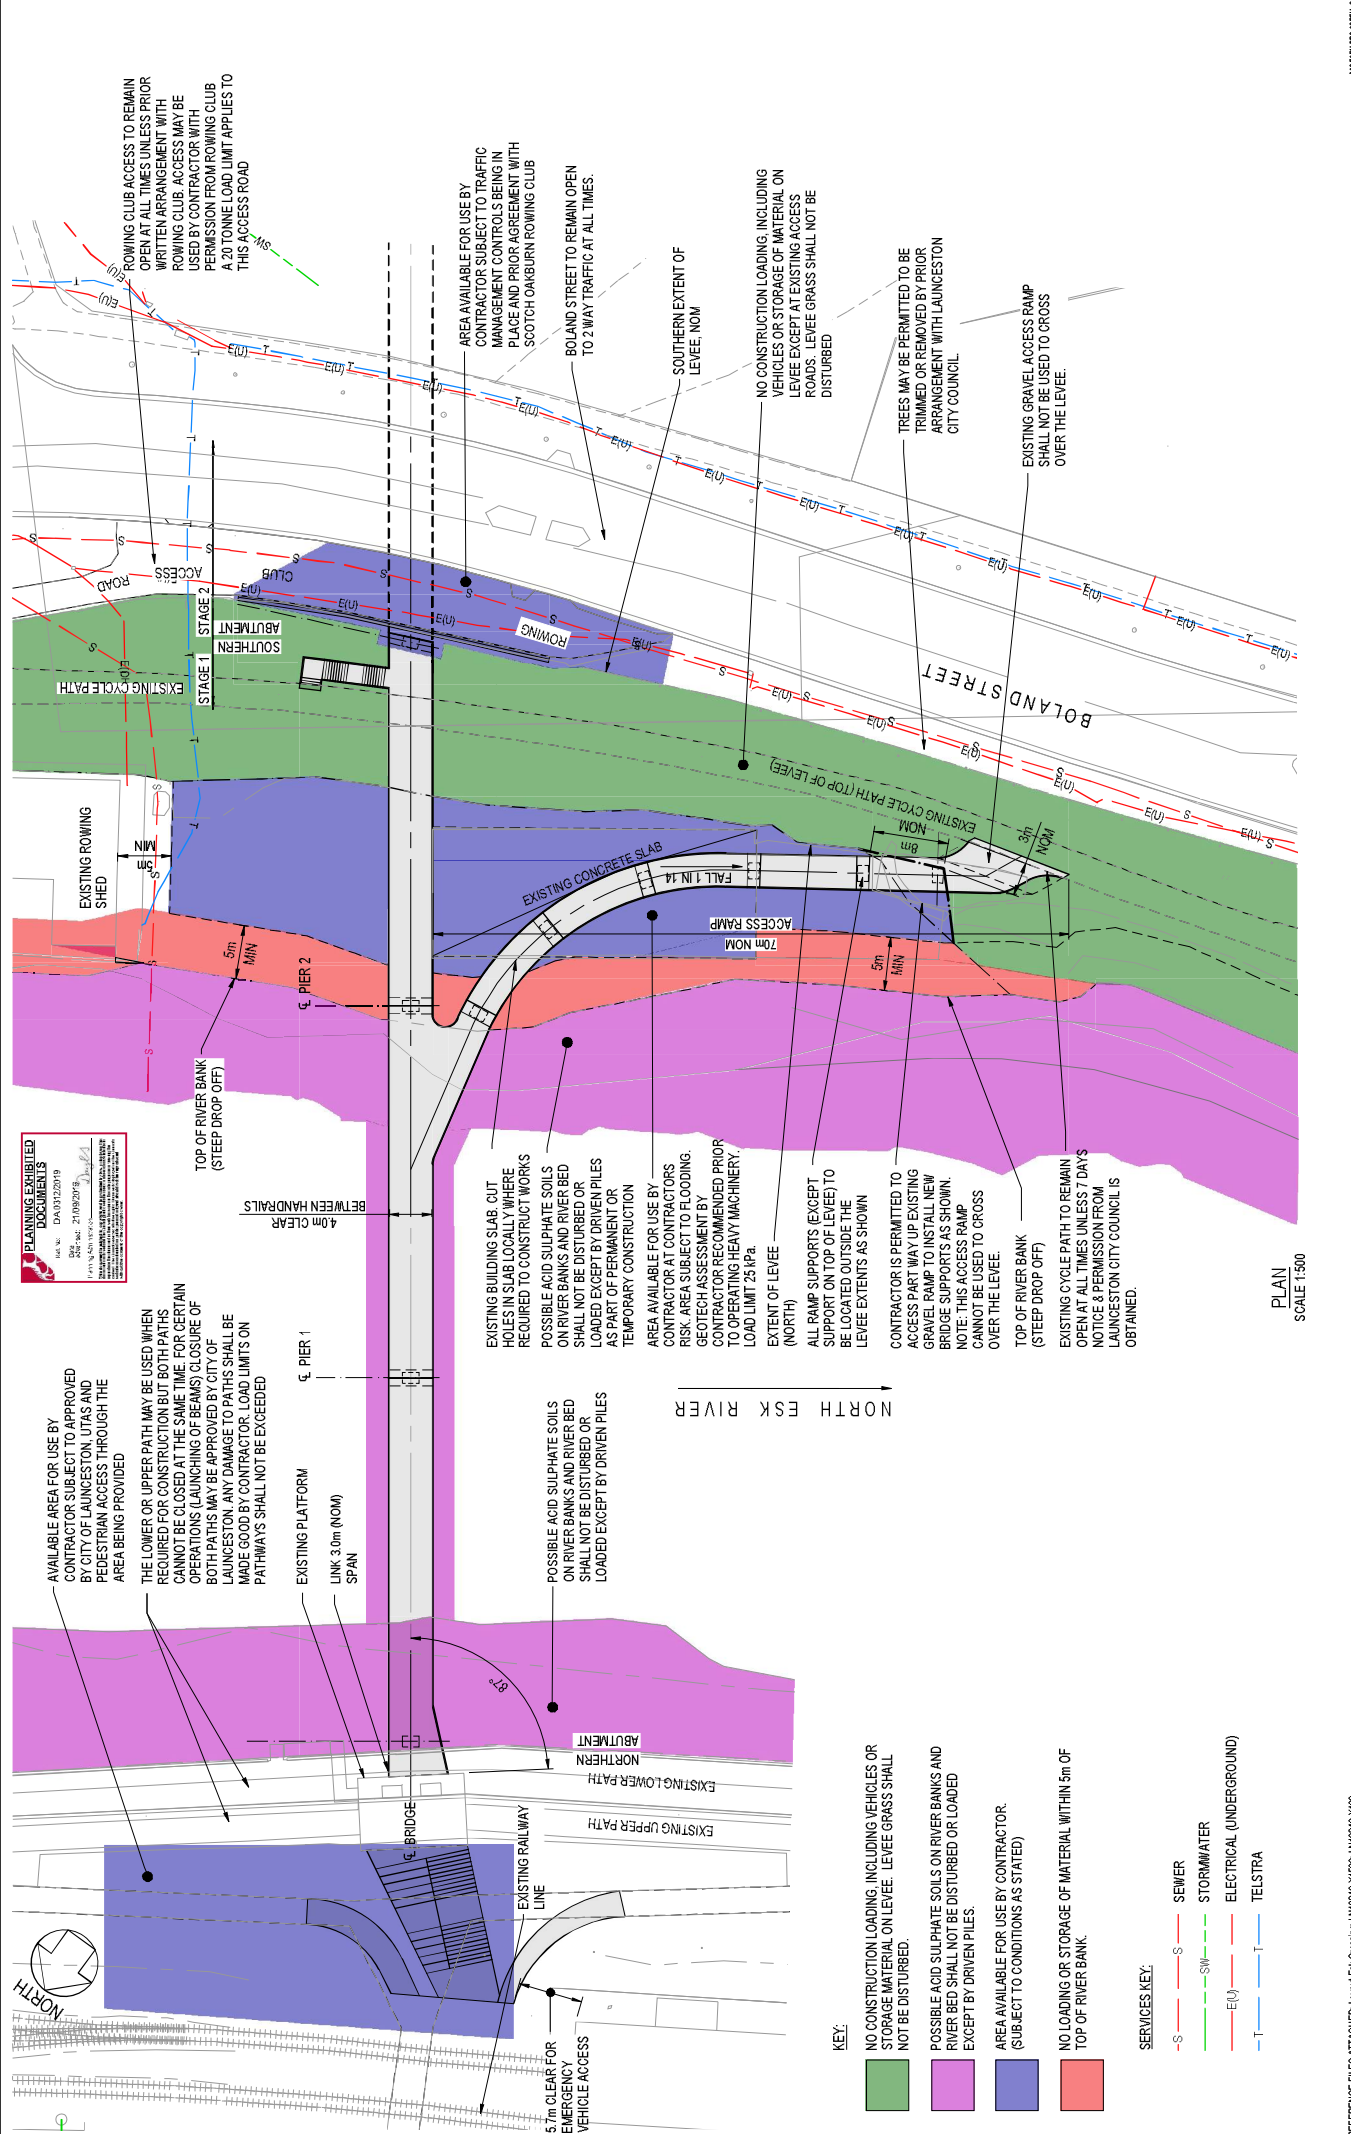 PLANNING EXHIBITED
DOCUMENTS
Ref. No: DA 0312/2019
Date
advertised: 21/09/2019
ROWING CLUB ACCESS TO REMAIN
OPEN AT ALL TIMES UNLESS PRIOR
WRITTEN ARRANGEMENT WITH
ROWING CLUB. ACCESS MAY BE
USED BY CONTRACTOR WITH
PERMISSION FROM ROWING CLUB
A 20 TONNE LOAD LIMIT APPLIES TO
THIS ACCESS ROAD
AREA AVAILABLE FOR USE BY
CONTRACTOR SUBJECT TO TRAFFIC
MANAGEMENT CONTROLS BEING IN
PLACE AND PRIOR AGREEMENT WITH
SCOTCH OAKBURN ROWING CLUB
BOLAND STREET TO REMAIN OPEN
TO 2 WAY TRAFFIC AT ALL TIMES.
SOUTHERN EXTENT OF
LEVEE, NOM
NO CONSTRUCTION LOADING, INCLUDING
VEHICLES OR STORAGE OF MATERIAL ON
LEVEE EXCEPT AT EXISTING ACCESS
ROADS. LEVEE GRASS SHALL NOT BE
DISTURBED
TREES MAY BE PERMITTED TO BE
TRIMMED OR REMOVED BY PRIOR
ARRANGEMENT WITH LAUNCESTON
CITY COUNCIL.
EXISTING GRAVEL ACCESS RAMP
SHALL NOT BE USED TO CROSS
OVER THE LEVEE.
ROWING
CLUB
ACCESS
ROAD
STAGE 1
STAGE 2
SOUTHERN
ABUTMENT
EXISTING CYCLE PATH
BOLAND STREET
EXISTING CYCLE PATH (TOP OF LEVEE)
EXISTING ROWING
SHED
5m
MIN
EXISTING CONCRETE SLAB
FALL 1 IN 14
70m NOM
ACCESS RAMP
8m
NOM
3m
NOM
5m
MIN
5m
MIN
℄ PIER 2
TOP OF RIVER BANK
(STEEP DROP OFF)
4.0m CLEAR
BETWEEN HANDRAILS
EXISTING BUILDING SLAB. CUT
HOLES IN SLAB LOCALLY WHERE
REQUIRED TO CONSTRUCT WORKS
POSSIBLE ACID SULPHATE SOILS
ON RIVER BANKS AND RIVER BED
SHALL NOT BE DISTURBED OR
LOADED EXCEPT BY DRIVEN PILES
AS PART OF PERMANENT OR
TEMPORARY CONSTRUCTION
AREA AVAILABLE FOR USE BY
CONTRACTOR AT CONTRACTORS
RISK. AREA SUBJECT TO FLOODING.
GEOTECH ASSESSMENT BY
CONTRACTOR RECOMMENDED PRIOR
TO OPERATING HEAVY MACHINERY.
LOAD LIMIT 25 kPa.
EXTENT OF LEVEE
(NORTH)
ALL RAMP SUPPORTS (EXCEPT
SUPPORT ON TOP OF LEVEE) TO
BE LOCATED OUTSIDE THE
LEVEE EXTENTS AS SHOWN
CONTRACTOR IS PERMITTED TO
ACCESS PART WAY UP EXISTING
GRAVEL RAMP TO INSTALL NEW
BRIDGE SUPPORTS AS SHOWN.
NOTE: THIS ACCESS RAMP
CANNOT BE USED TO CROSS
OVER THE LEVEE.
TOP OF RIVER BANK
(STEEP DROP OFF)
EXISTING CYCLE PATH TO REMAIN
OPEN AT ALL TIMES UNLESS 7 DAYS
NOTICE & PERMISSION FROM
LAUNCESTON CITY COUNCIL IS
OBTAINED.
PLAN
SCALE 1:500
NORTH ESK RIVER
℄ PIER 1
AVAILABLE AREA FOR USE BY
CONTRACTOR SUBJECT TO APPROVED
BY CITY OF LAUNCESTON, UTAS AND
PEDESTRIAN ACCESS THROUGH THE
AREA BEING PROVIDED
THE LOWER OR UPPER PATH MAY BE USED WHEN
REQUIRED FOR CONSTRUCTION BUT BOTH PATHS
CANNOT BE CLOSED AT THE SAME TIME. FOR CERTAIN
OPERATIONS (LAUNCHING OF BEAMS) CLOSURE OF
BOTH PATHS MAY BE APPROVED BY CITY OF
LAUNCESTON. ANY DAMAGE TO PATHS SHALL BE
MADE GOOD BY CONTRACTOR. LOAD LIMITS ON
PATHWAYS SHALL NOT BE EXCEEDED
EXISTING PLATFORM
LINK 3.0m (NOM)
SPAN
POSSIBLE ACID SULPHATE SOILS
ON RIVER BANKS AND RIVER BED
SHALL NOT BE DISTURBED OR
LOADED EXCEPT BY DRIVEN PILES
87°
NORTHERN
ABUTMENT
EXISTING LOWER PATH
EXISTING UPPER PATH
℄ BRIDGE
EXISTING RAILWAY
LINE
5.7m CLEAR FOR
EMERGENCY
VEHICLE ACCESS
NORTH
KEY:
NO CONSTRUCTION LOADING, INCLUDING VEHICLES OR
STORAGE MATERIAL ON LEVEE. LEVEE GRASS SHALL
NOT BE DISTURBED.
POSSIBLE ACID SULPHATE SOILS ON RIVER BANKS AND
RIVER BED SHALL NOT BE DISTURBED OR LOADED
EXCEPT BY DRIVEN PILES.
AREA AVAILABLE FOR USE BY CONTRACTOR.
(SUBJECT TO CONDITIONS AS STATED)
NO LOADING OR STORAGE OF MATERIAL WITHIN 5m OF
TOP OF RIVER BANK.
SERVICES KEY:
S S SEWER
SW STORMWATER
E(U) ELECTRICAL (UNDERGROUND)
T T TELSTRA